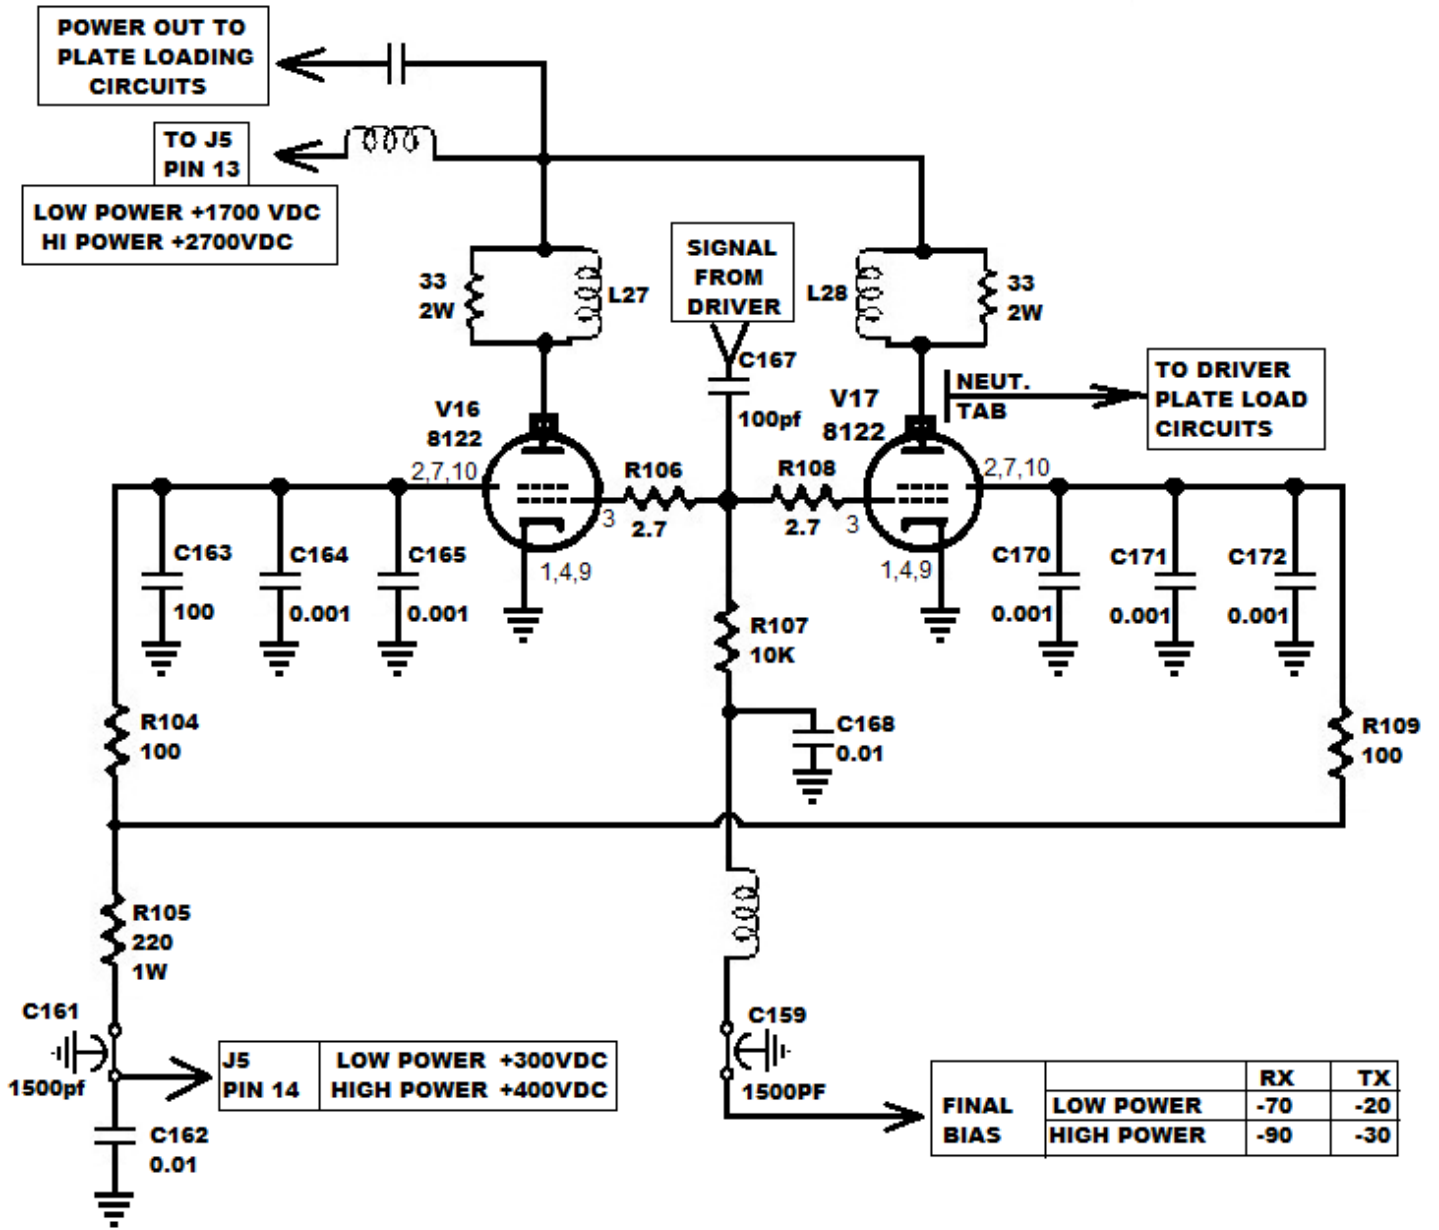 POWER OUT TO
PLATE LOADING
CIRCUITS
TO J5
PIN 13
LOW POWER +1700 VDC
HI POWER +2700VDC
33
2W
L27
SIGNAL
FROM
DRIVER
L28
33
2W
C167
100pf
V16
8122
V17
8122
NEUT.
TAB
TO DRIVER
PLATE LOAD
CIRCUITS
2,7,10
R106
2.7
3
R108
2.7
3
2,7,10
1,4,9
1,4,9
C163
100
C164
0.001
C165
0.001
C170
0.001
C171
0.001
C172
0.001
R107
10K
R104
100
C168
0.01
R109
100
R105
220
1W
C161
1500pf
J5
PIN 14
LOW POWER +300VDC
HIGH POWER +400VDC
C162
0.01
C159
1500PF
RX TX
FINAL
BIAS
LOW POWER -70 -20
HIGH POWER -90 -30